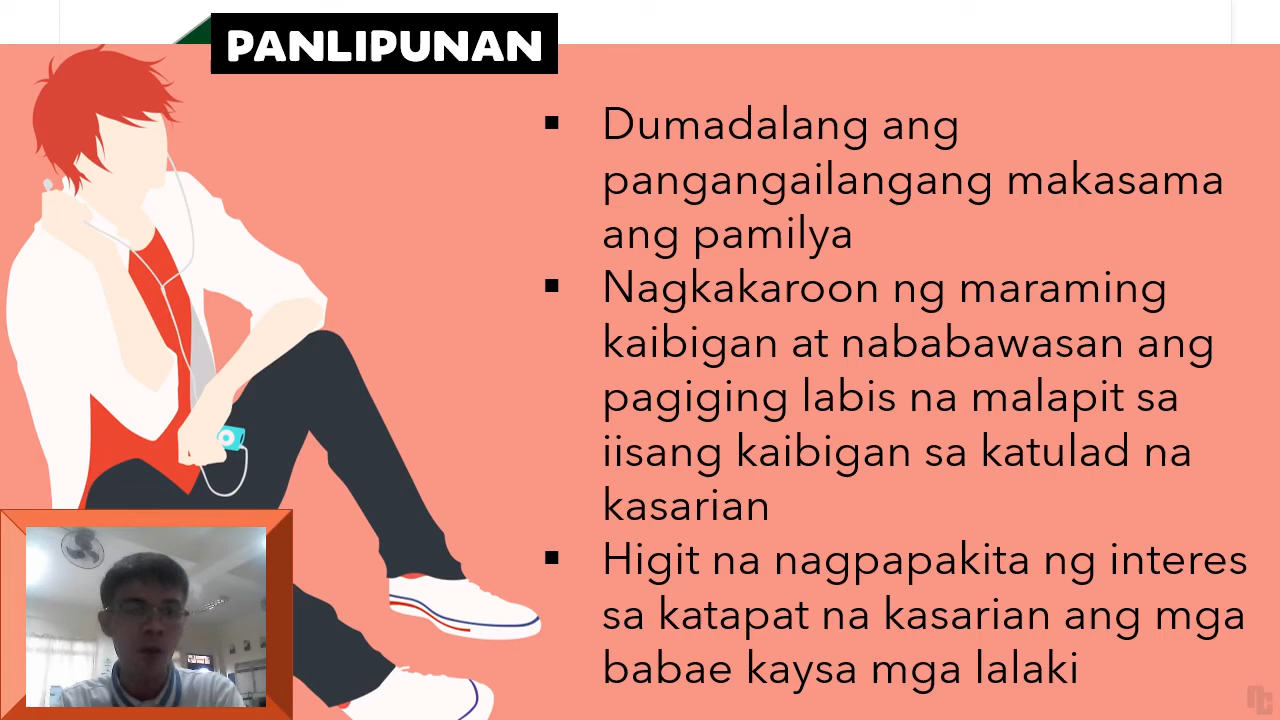 PANLIPUNAN
▪ Dumadalang ang
pangangailangang makasama
ang pamilya
▪ Nagkakaroon ng maraming
kaibigan at nababawasan ang
pagiging labis na malapit sa
iisang kaibigan sa katulad na
kasarian
▪ Higit na nagpapakita ng interes
sa katapat na kasarian ang mga
babae kaysa mga lalaki